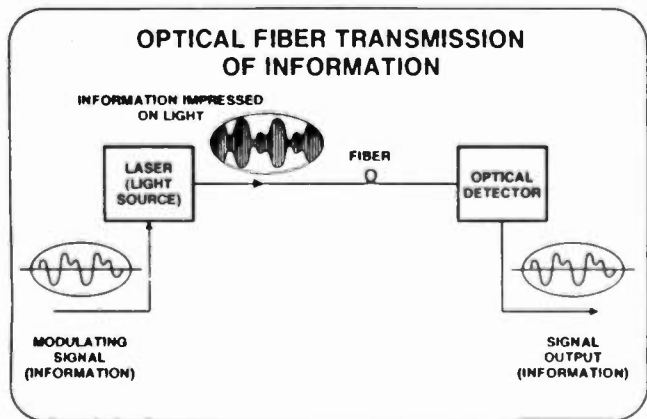 OPTICAL FIBER TRANSMISSION
OF INFORMATION
INFORMATION IMPRESSED
ON LIGHT
LASER
(LIGHT
SOURCE)
FIBER
OPTICAL
DETECTOR
MODULATING
SIGNAL
(INFORMATION)
SIGNAL
OUTPUT
(INFORMATION)